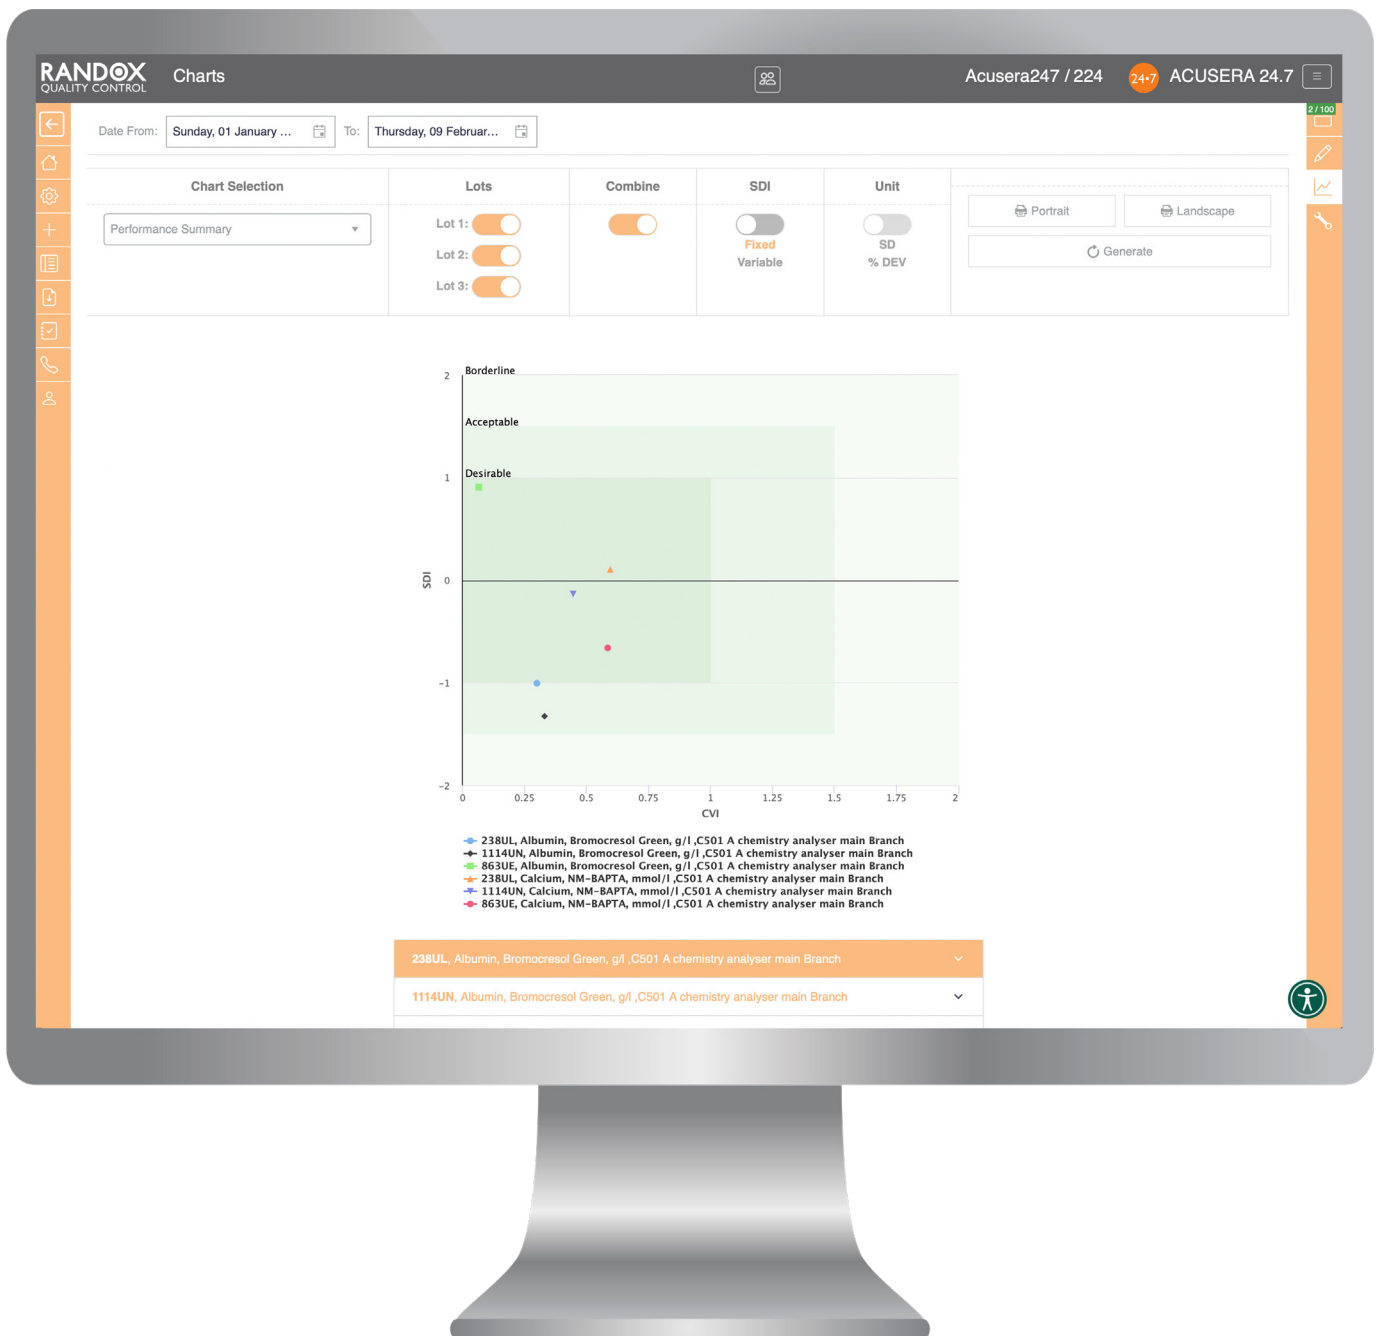 RANDOX
QUALITY CONTROL
Charts
Acusera247 / 224
24•7
ACUSERA 24.7
2 / 100
Date From:
Sunday, 01 January ...
To:
Thursday, 09 Februar...
Chart Selection
Lots
Combine
SDI
Unit
Performance Summary
Lot 1:
Lot 2:
Lot 3:
Fixed
Variable
SD
% DEV
Portrait
Landscape
Generate
Borderline
Acceptable
Desirable
2
1
0
-1
-2
SDI
0
0.25
0.5
0.75
1
1.25
1.5
1.75
2
CVI
238UL, Albumin, Bromocresol Green, g/l ,C501 A chemistry analyser main Branch
1114UN, Albumin, Bromocresol Green, g/l ,C501 A chemistry analyser main Branch
863UE, Albumin, Bromocresol Green, g/l ,C501 A chemistry analyser main Branch
238UL, Calcium, NM-BAPTA, mmol/l ,C501 A chemistry analyser main Branch
1114UN, Calcium, NM-BAPTA, mmol/l ,C501 A chemistry analyser main Branch
863UE, Calcium, NM-BAPTA, mmol/l ,C501 A chemistry analyser main Branch
238UL, Albumin, Bromocresol Green, g/l ,C501 A chemistry analyser main Branch
1114UN, Albumin, Bromocresol Green, g/l ,C501 A chemistry analyser main Branch